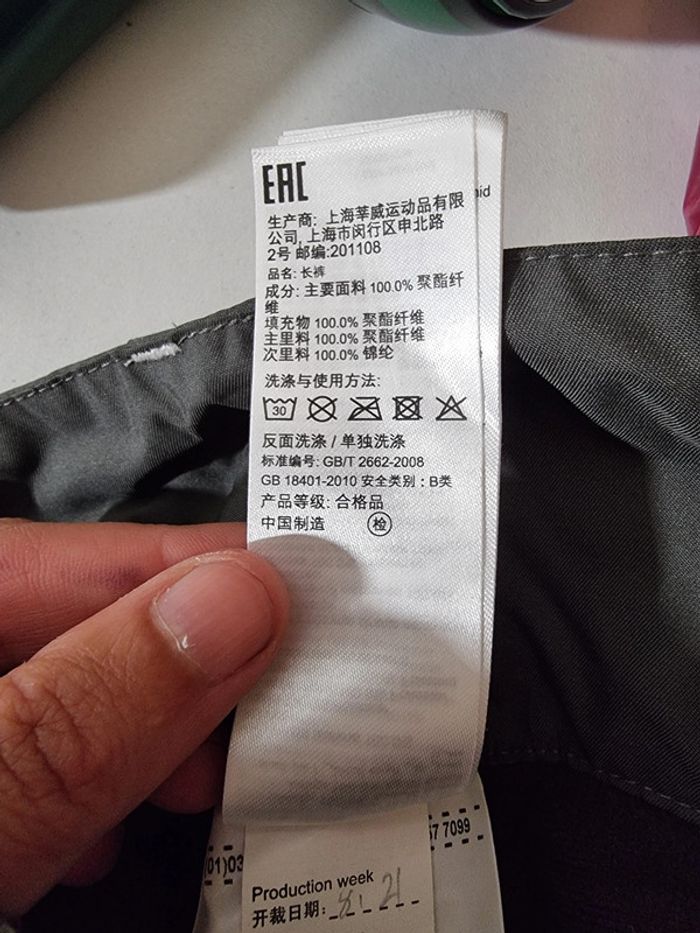 EAC
生产商: 上海莘威运动品有限
公司, 上海市闵行区申北路
2号 邮编:201108
品名: 长裤
成分: 主要面料 100.0% 聚酯纤
维
填充物 100.0% 聚酯纤维
主里料 100.0% 聚酯纤维
次里料 100.0% 锦纶
洗涤与使用方法:
30
反面洗涤 / 单独洗涤
标准编号: GB/T 2662-2008
GB 18401-2010 安全类别：B类
产品等级: 合格品
中国制造 检
(01)03
7 7099
Production week
开裁日期: